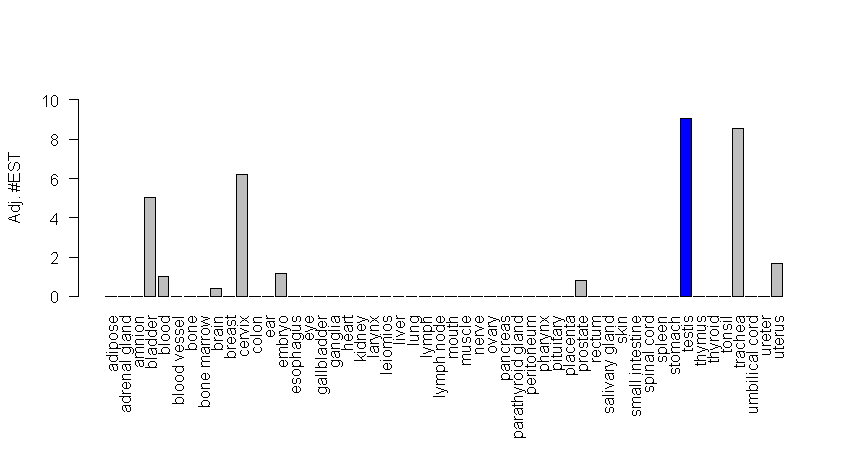 Adj. #EST
10
8
6
4
2
0
adipose
adrenal gland
amnion
bladder
blood
blood vessel
bone
bone marrow
brain
breast
cervix
colon
ear
embryo
esophagus
eye
gallbladder
ganglia
heart
kidney
larynx
leiomios
liver
lung
lymph
lymph node
mouth
muscle
nerve
ovary
pancreas
parathyroid gland
peritoneum
pharynx
pituitary
placenta
prostate
rectum
salivary gland
skin
small intestine
spinal cord
spleen
stomach
testis
thymus
thyroid
tonsil
trachea
umbilical cord
ureter
uterus